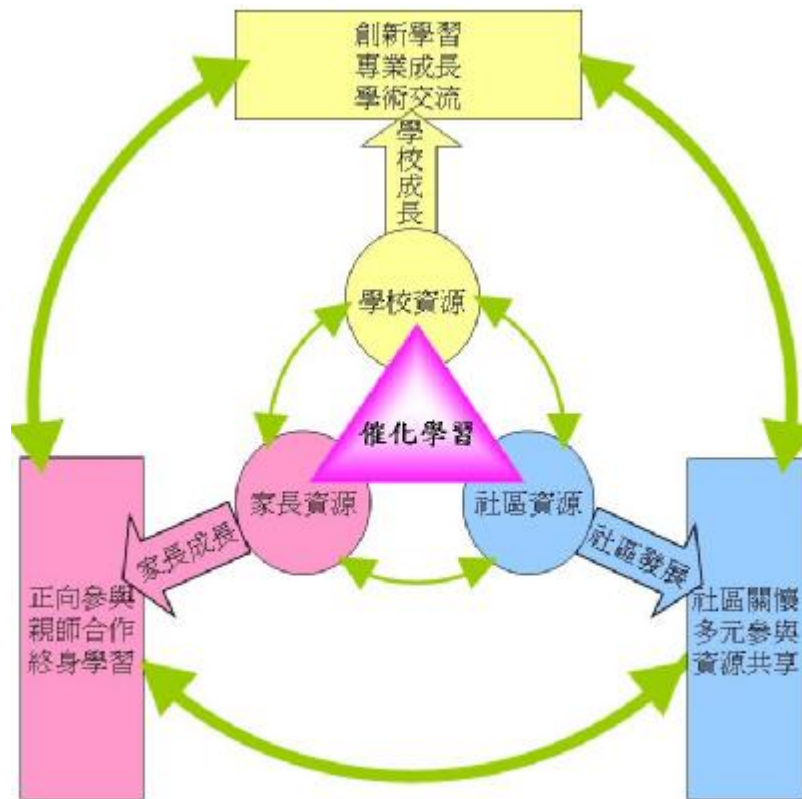 創新學習
專業成長
學術交流
學校成長
學校資源
催化學習
家長資源
社區資源
家長成長
社區發展
正向參與
親師合作
終身學習
社區關懷
多元參與
資源共享